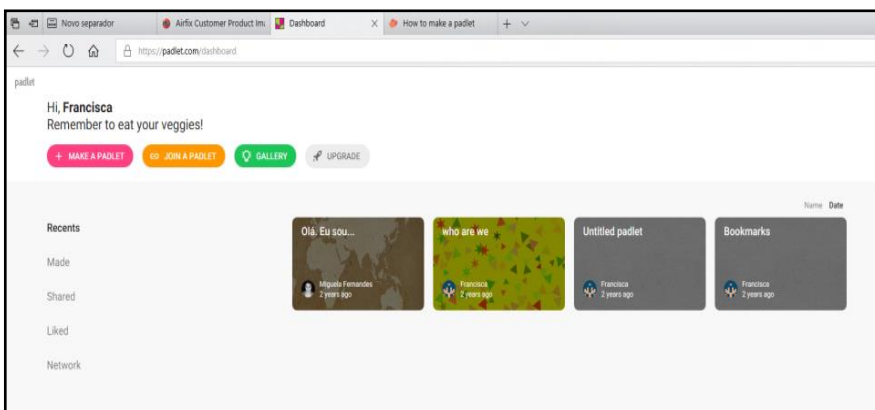 Novo separador
Airfix Customer Product Im
Dashboard
How to make a padlet
https://padlet.com/dashboard
padlet
Hi, Francisca
Remember to eat your veggies!
+ MAKE A PADLET
JOIN A PADLET
GALLERY
UPGRADE
Name Date
Recents
Made
Shared
Liked
Network
Olá. Eu sou...
Miguela Fernandes
2 years ago
who are we
Francisca
2 years ago
Untitled padlet
Francisca
2 years ago
Bookmarks
Francisca
2 years ago